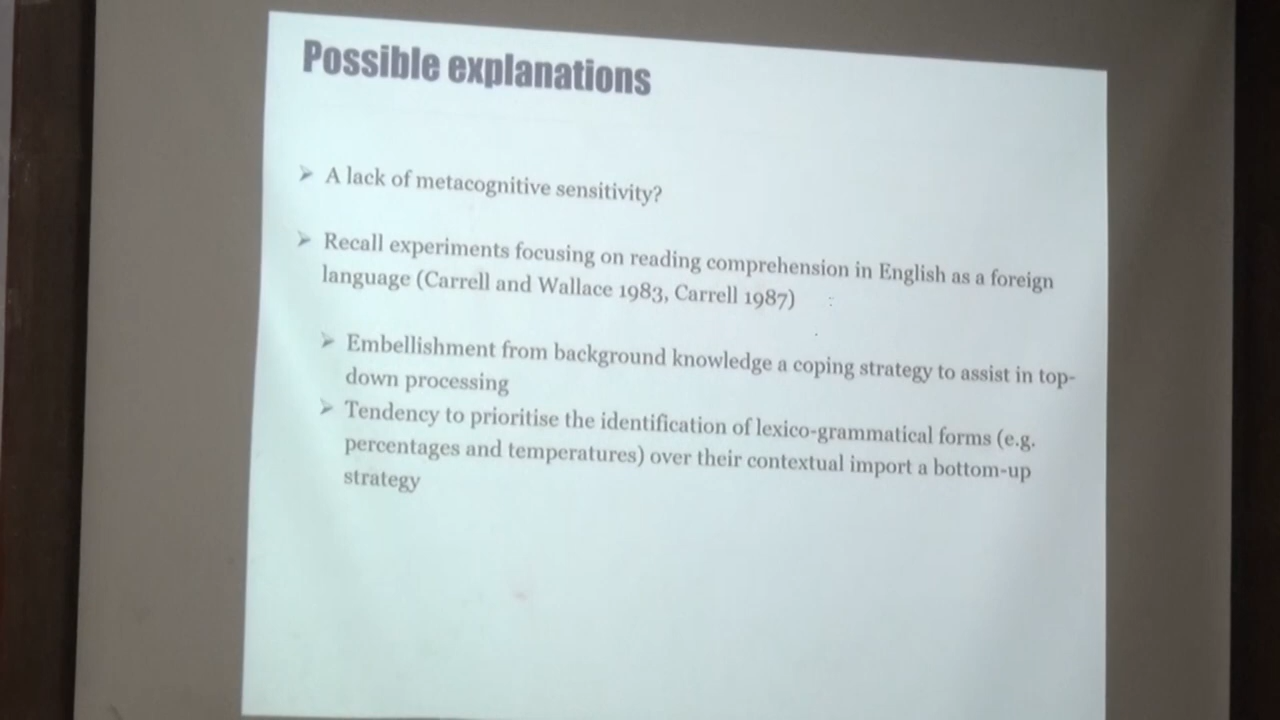 Possible explanations
➢ A lack of metacognitive sensitivity?
➢ Recall experiments focusing on reading comprehension in English as a foreign
language (Carrell and Wallace 1983, Carrell 1987)
➢ Embellishment from background knowledge a coping strategy to assist in top-
down processing
➢ Tendency to prioritise the identification of lexico-grammatical forms (e.g.
percentages and temperatures) over their contextual import a bottom-up
strategy